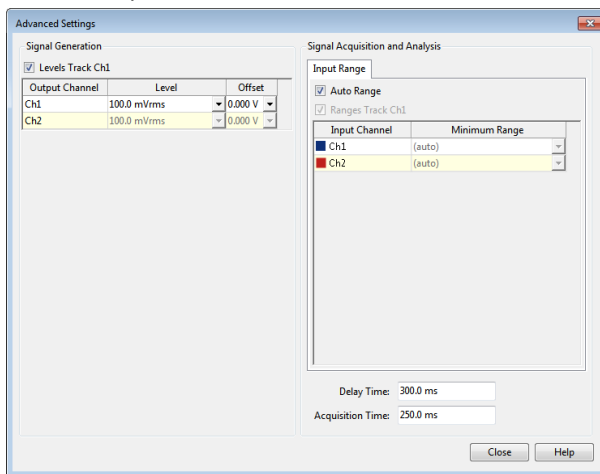 Advanced Settings
Signal Generation
Levels Track Ch1
Output Channel Level Offset
Ch1 100.0 mVrms 0.000 V
Ch2 100.0 mVrms 0.000 V
Signal Acquisition and Analysis
Input Range
Auto Range
Ranges Track Ch1
Input Channel Minimum Range
Ch1 (auto)
Ch2 (auto)
Delay Time: 300.0 ms
Acquisition Time: 250.0 ms
Close Help